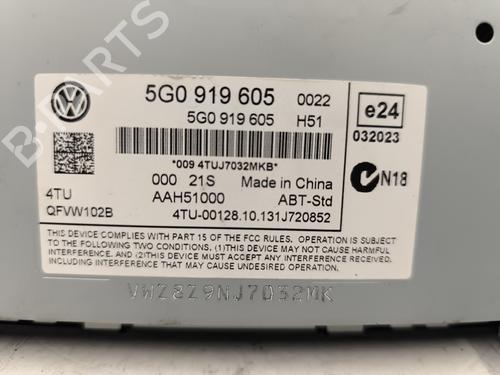 B-PARTS
5G0 919 605 0022
5G0 919 605 H51
e24
032023
*009 4TUJ7032MKB*
N18
000 21S Made in China
4TU AAH51000 ABT-Std
QFVW102B 4TU-00128.10.131J720852
THIS DEVICE COMPLIES WITH PART 15 OF THE FCC RULES.
OPERATION IS SUBJECT TO THE FOLLOWING TWO CONDITIONS:
(1) THIS DEVICE MAY NOT CAUSE HARMFUL
INTERFERENCE, AND (2)THIS DEVICE MUST ACCEPT ANY INTERFERENCE RECEIVED, INCLUDING
INTERFERENCE THAT MAY CAUSE UNDESIRED OPERATION.
VWZ8Z9NJ7032MK